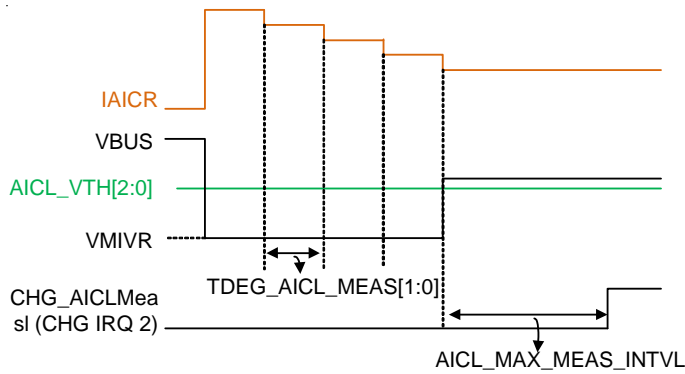 IAICR
VBUS
AICL_VTH[2:0]
VMIVR
TDEG_AICL_MEAS[1:0]
CHG_AICLMea
sl (CHG IRQ 2)
AICL_MAX_MEAS_INTVL